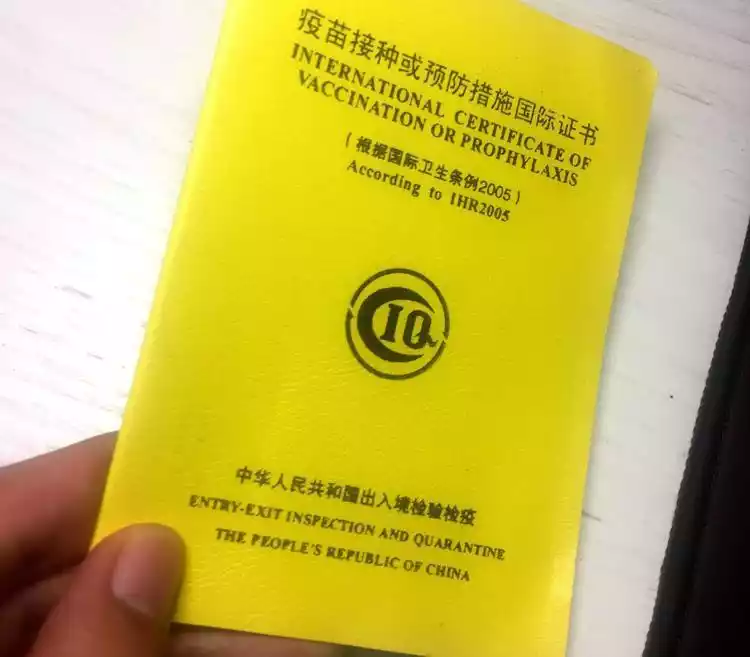 疫苗接种或预防措施国际证书
INTERNATIONAL CERTIFICATE OF
VACCINATION OR PROPHYLAXIS
(根据国际卫生条例2005)
According to IHR2005
CIQ
中华人民共和国出入境检验检疫
ENTRY-EXIT INSPECTION AND QUARANTINE
THE PEOPLE'S REPUBLIC OF CHINA